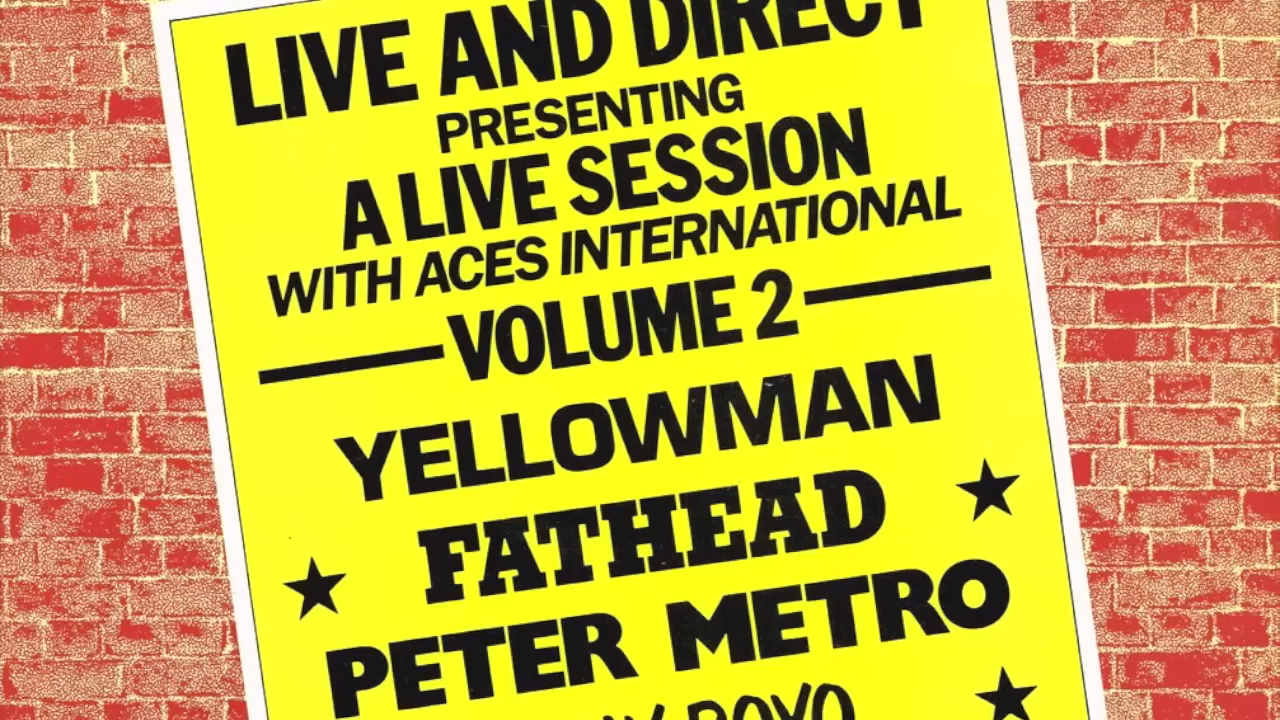 LIVE AND DIRECT
PRESENTING
A LIVE SESSION
WITH ACES INTERNATIONAL
VOLUME 2
YELLOWMAN
FATHEAD
PETER METRO